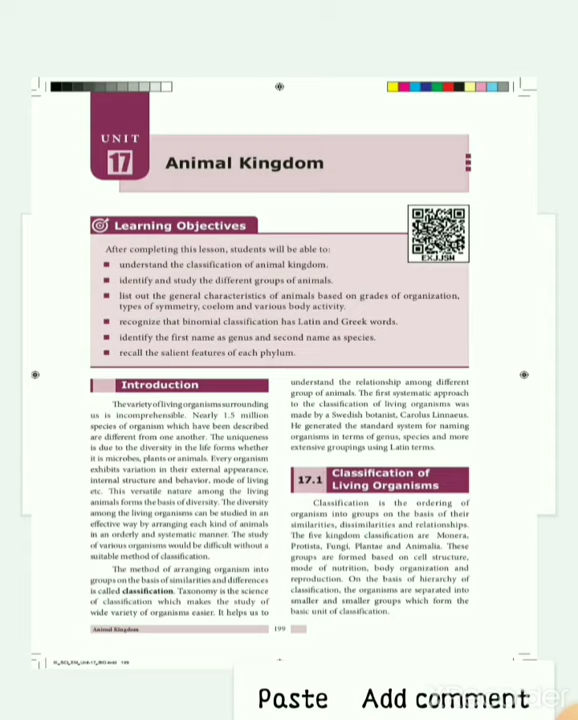 UNIT
17
Animal Kingdom
Learning Objectives
EXJJSM
After completing this lesson, students will be able to:
understand the classification of animal kingdom.
identify and study the different groups of animals.
list out the general characteristics of animals based on grades of organization,
types of symmetry, coelom and various body activity.
recognize that binomial classification has Latin and Greek words.
identify the first name as genus and second name as species.
recall the salient features of each phylum.
Introduction
The variety of living organisms surrounding
us is incomprehensible. Nearly 1.5 million
species of organism which have been described
are different from one another. The uniqueness
is due to the diversity in the life forms whether
it is microbes, plants or animals. Every organism
exhibits variation in their external appearance,
internal structure and behavior, mode of living
etc. This versatile nature among the living
animals forms the basis of diversity. The diversity
among the living organisms can be studied in an
effective way by arranging each kind of animals
in an orderly and systematic manner. The study
of various organisms would be difficult without a
suitable method of classification.
The method of arranging organism into
groups on the basis of similarities and differences
is called classification. Taxonomy is the science
of classification which makes the study of
wide variety of organisms easier. It helps us to
understand the relationship among different
group of animals. The first systematic approach
to the classification of living organisms was
made by a Swedish botanist, Carolus Linnaeus.
He generated the standard system for naming
organisms in terms of genus, species and more
extensive groupings using Latin terms.
17.1 Classification of
Living Organisms
Classification is the ordering of
organism into groups on the basis of their
similarities, dissimilarities and relationships.
The five kingdom classification are Monera,
Protista, Fungi, Plantae and Animalia. These
groups are formed based on cell structure,
mode of nutrition, body organization and
reproduction. On the basis of hierarchy of
classification, the organisms are separated into
smaller and smaller groups which form the
basic unit of classification.
Animal Kingdom
199
Paste Add comment